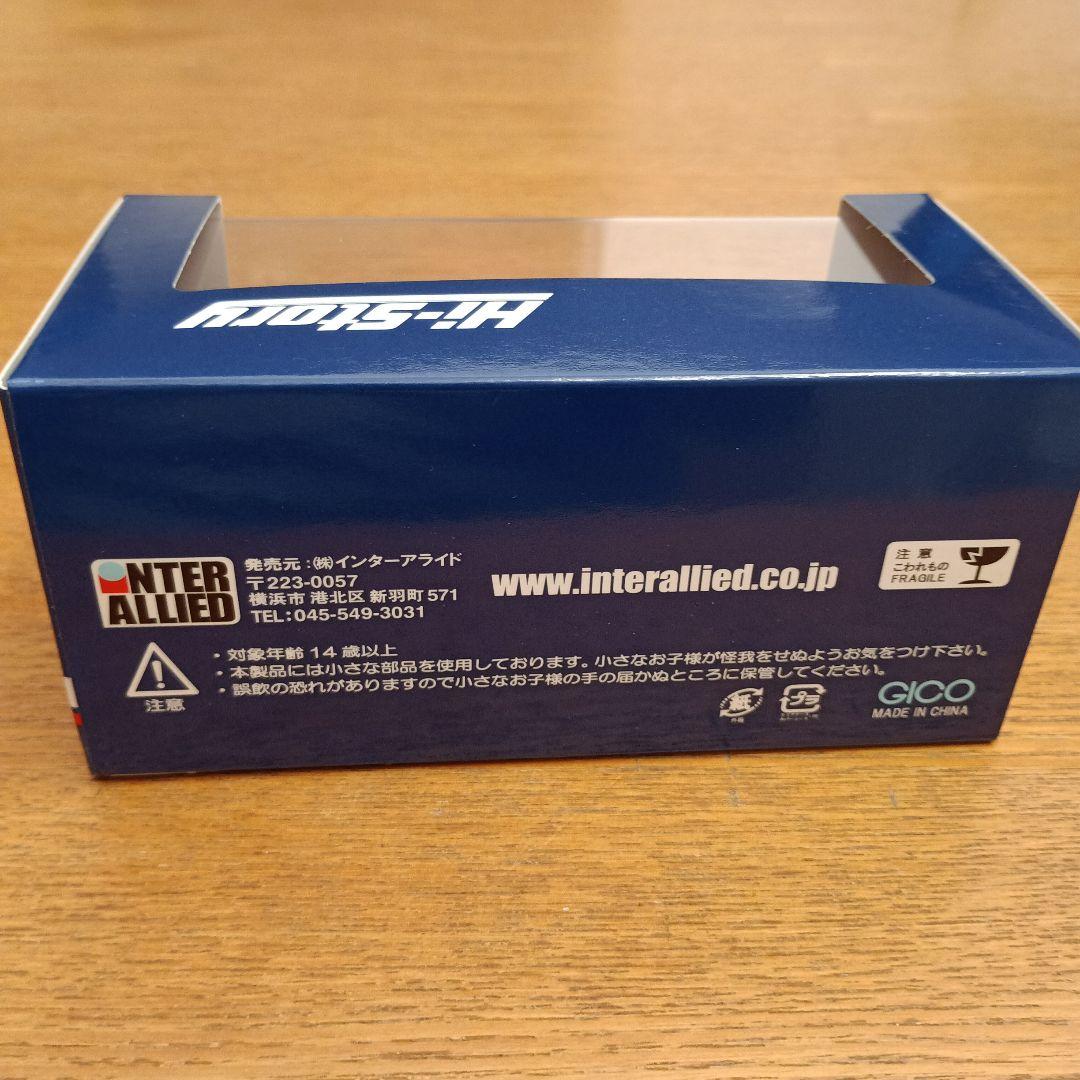 Hi-Story
INTER
ALLIED
発売元:㈱インターアライド
〒223-0057
横浜市 港北区 新羽町 571
TEL:045-549-3031
www.interallied.co.jp
注意
こわれもの
FRAGILE
注意
・対象年齢 14 歳以上
・本製品には小さな部品を使用しております。小さなお子様が怪我をせぬようお気をつけ下さい。
・誤飲の恐れがありますので小さなお子様の手の届かぬところに保管してください。
紙
外箱
プラ
GICO
MADE IN CHINA